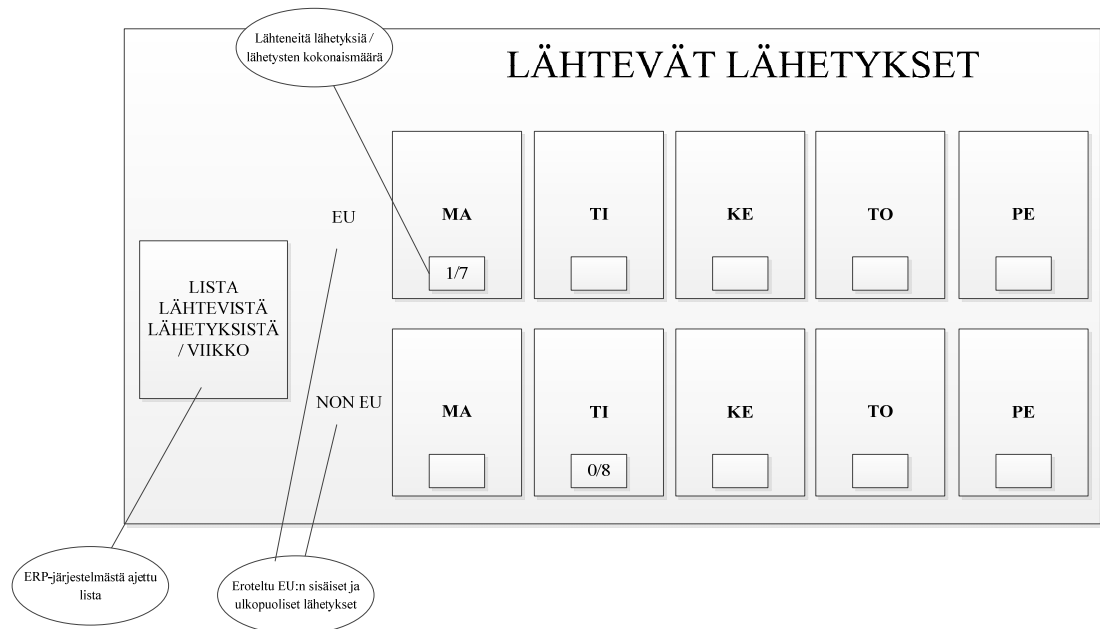 Lähteneitä lähetyksiä /
lähetysten kokonaismäärä
LÄHTEVÄT LÄHETYKSET
EU
MA
TI
KE
TO
PE
1/7
LISTA
LÄHTEVISTÄ
LÄHETYKSISTÄ
/ VIIKKO
NON EU
MA
TI
KE
TO
PE
0/8
ERP-järjestelmästä ajettu
lista
Eroteltu EU:n sisäiset ja
ulkopuoliset lähetykset